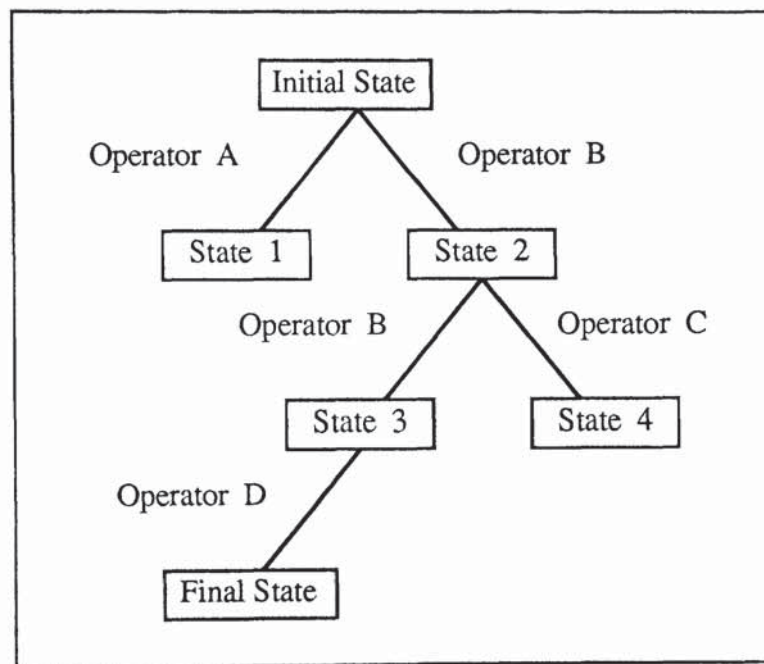 Initial State
Operator A
Operator B
State 1
State 2
Operator B
Operator C
State 3
State 4
Operator D
Final State